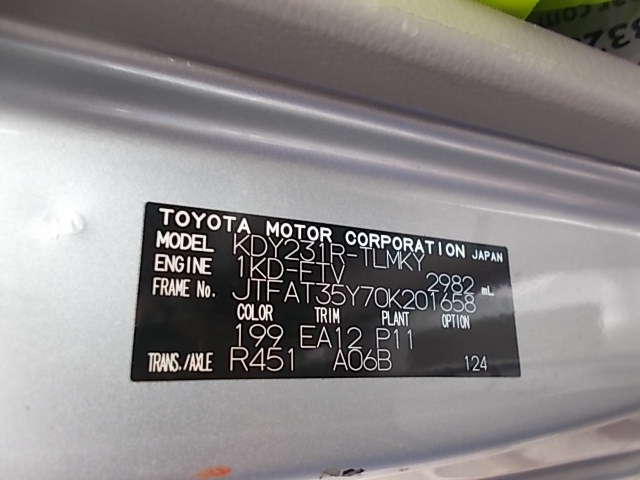 TOYOTA MOTOR CORPORATION JAPAN
MODEL KDY231R-TLMKY
ENGINE 1KD-FTV 2982 mL
FRAME No. JTFAT35Y70K201658
COLOR TRIM PLANT OPTION
199 EA12 P11
TRANS./AXLE R451 A06B 124